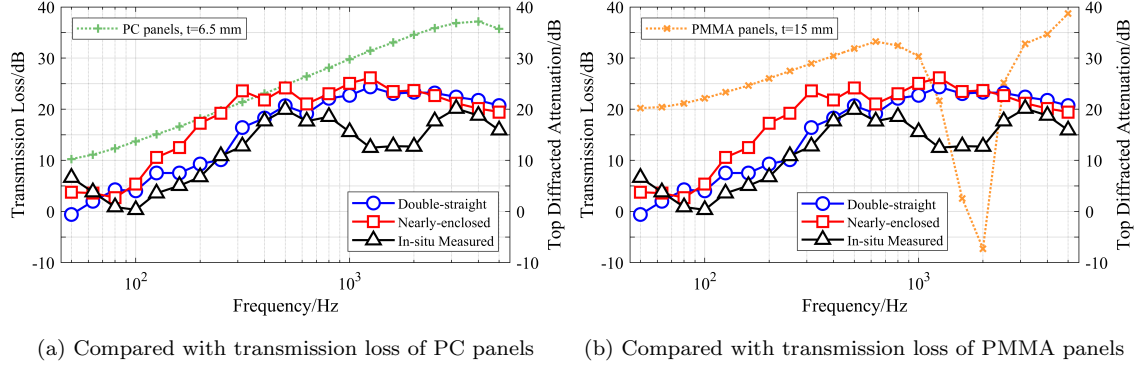 40
30
20
10
0
-10
Transmission Loss/dB
PC panels, t=6.5 mm
Double-straight
Nearly-enclosed
In-situ Measured
40
30
20
10
0
-10
Top Diffracted Attenuation/dB
10²
10³
Frequency/Hz
(a) Compared with transmission loss of PC panels
40
30
20
10
0
-10
Transmission Loss/dB
PMMA panels, t=15 mm
Double-straight
Nearly-enclosed
In-situ Measured
40
30
20
10
0
-10
Top Diffracted Attenuation/dB
10²
10³
Frequency/Hz
(b) Compared with transmission loss of PMMA panels